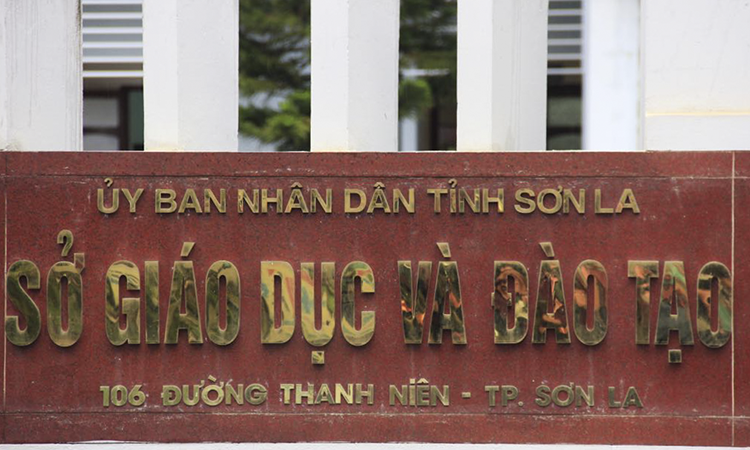 ỦY BAN NHÂN DÂN TỈNH SƠN LA
SỞ GIÁO DỤC VÀ ĐÀO TẠO
106 ĐƯỜNG THANH NIÊN - TP. SƠN LA